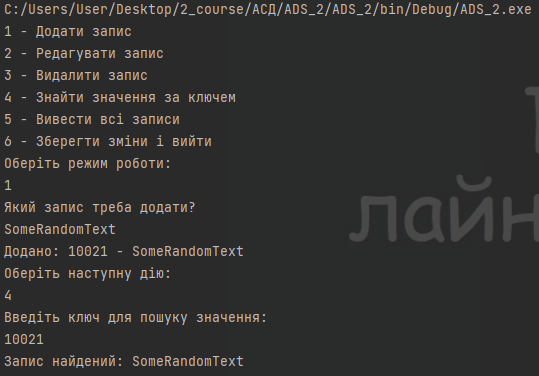 C:/Users/User/Desktop/2_course/АСД/ADS_2/ADS_2/bin/Debug/ADS_2.exe
1 - Додати запис
2 - Редагувати запис
3 - Видалити запис
4 - Знайти значення за ключем
5 - Вивести всі записи
6 - Зберегти зміни і вийти
Оберіть режим роботи:
1
Який запис треба додати?
SomeRandomText
Додано: 10021 - SomeRandomText
Оберіть наступну дію:
4
Введіть ключ для пошуку значення:
10021
Запис найдений: SomeRandomText